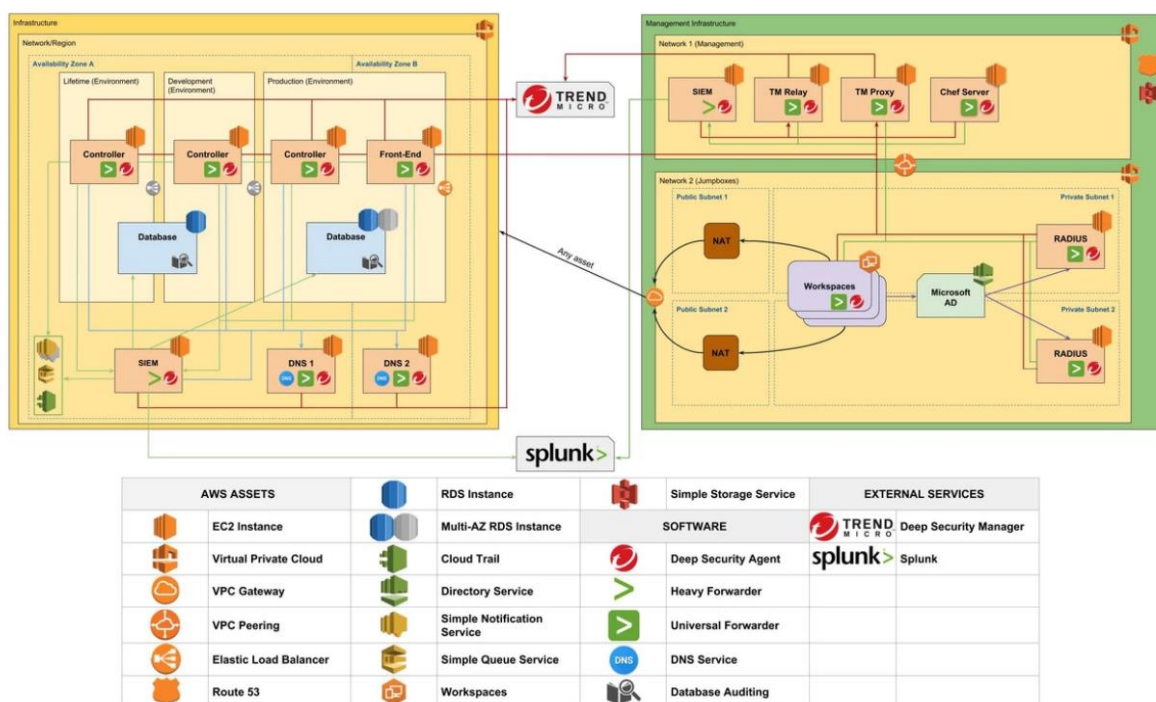 Infrastructure
Network/Region
Availability Zone A
Availability Zone B
Lifetime (Environment)
Development
(Environment)
Production (Environment)
Controller
Controller
Controller
Front-End
Database
Database
SIEM
DNS 1
DNS
DNS 2
DNS
TREND
MICRO
splunk>
Any asset
Management Infrastructure
Network 1 (Management)
SIEM
TM Relay
TM Proxy
Chef Server
Network 2 (Jumpboxes)
Public Subnet 1
Private Subnet 1
NAT
Workspaces
Microsoft
AD
RADIUS
Public Subnet 2
Private Subnet 2
NAT
RADIUS
AWS ASSETS
RDS Instance
Simple Storage Service
EXTERNAL SERVICES
EC2 Instance
Multi-AZ RDS Instance
SOFTWARE
TREND
MICRO
Deep Security Manager
Virtual Private Cloud
Cloud Trail
Deep Security Agent
splunk>
Splunk
VPC Gateway
Directory Service
Heavy Forwarder
VPC Peering
Simple Notification
Service
Universal Forwarder
Elastic Load Balancer
Simple Queue Service
DNS
DNS Service
Route 53
Workspaces
Database Auditing